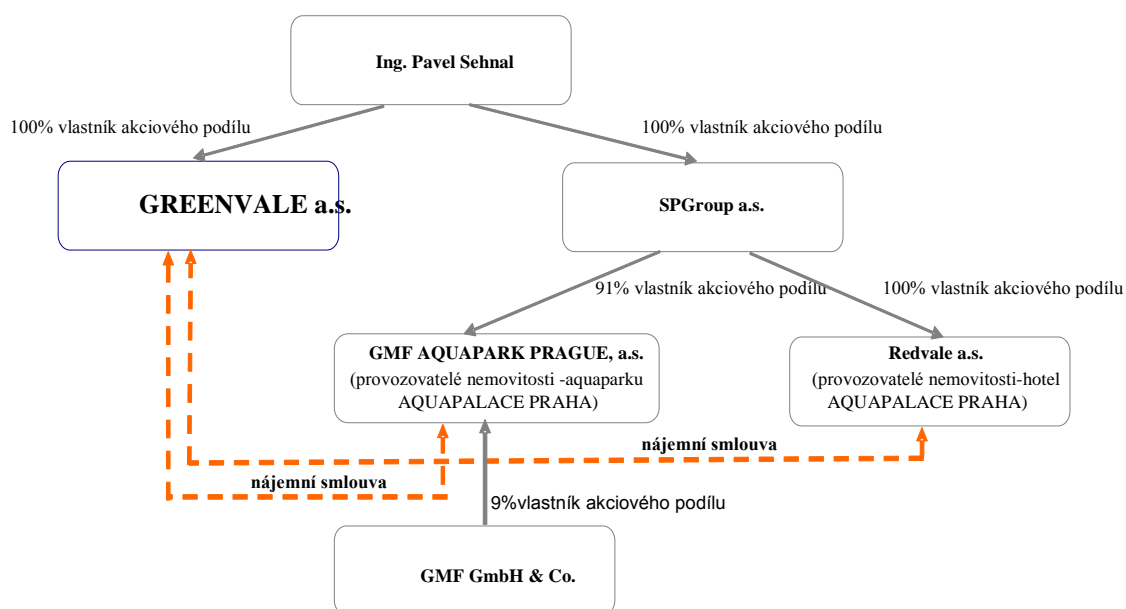 Ing. Pavel Sehnal
100% vlastník akciového podílu
100% vlastník akciového podílu
GREENVALE a.s.
SPGroup a.s.
91% vlastník akciového podílu
100% vlastník akciového podílu
GMF AQUAPARK PRAGUE, a.s.
(provozovatelé nemovitosti -aquaparku
AQUAPALACE PRAHA)
Redvale a.s.
(provozovatelé nemovitosti-hotel
AQUAPALACE PRAHA)
nájemní smlouva
nájemní smlouva
9%vlastník akciového podílu
GMF GmbH & Co.